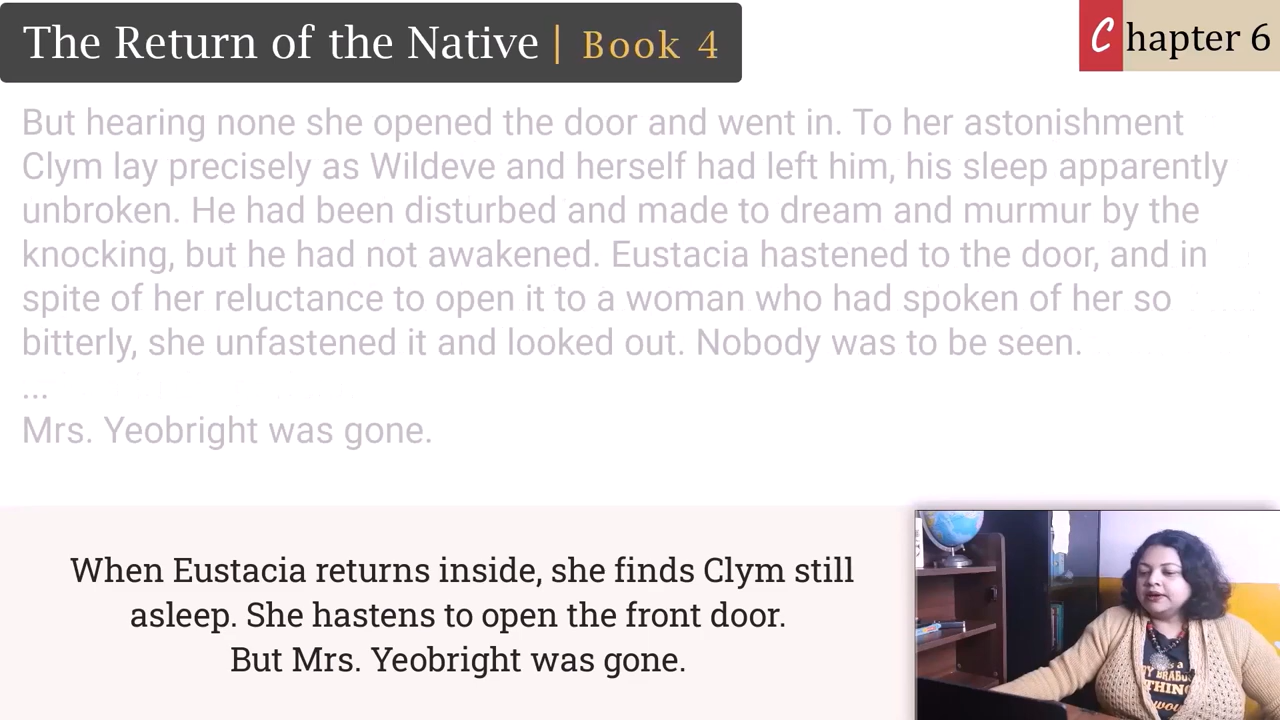 The Return of the Native | Book 4
Chapter 6
But hearing none she opened the door and went in. To her astonishment
Clym lay precisely as Wildeve and herself had left him, his sleep apparently
unbroken. He had been disturbed and made to dream and murmur by the
knocking, but he had not awakened. Eustacia hastened to the door, and in
spite of her reluctance to open it to a woman who had spoken of her so
bitterly, she unfastened it and looked out. Nobody was to be seen.
...
Mrs. Yeobright was gone.
When Eustacia returns inside, she finds Clym still
asleep. She hastens to open the front door.
But Mrs. Yeobright was gone.
THING